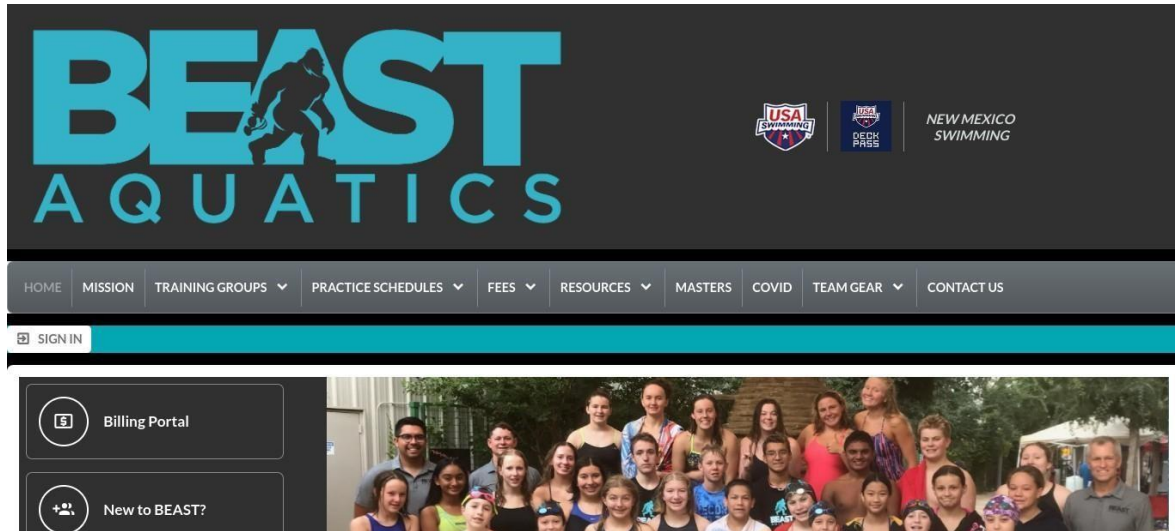 BEAST
AQUATICS
USA
SWIMMING
USA
DECK
PASS
NEW MEXICO
SWIMMING
HOME MISSION TRAINING GROUPS PRACTICE SCHEDULES FEES RESOURCES MASTERS COVID TEAM GEAR CONTACT US
SIGN IN
Billing Portal
New to BEAST?
BEAST